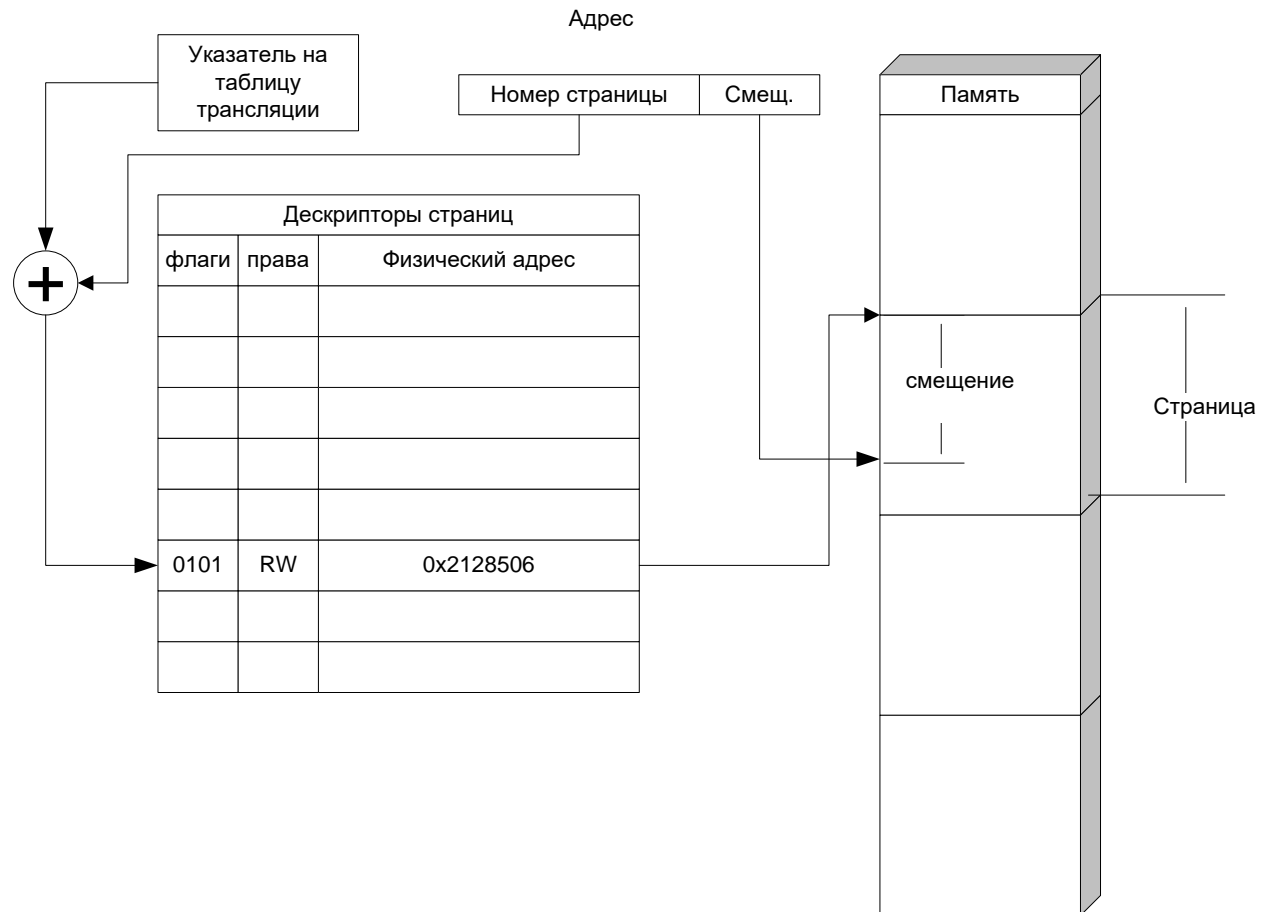 Адрес
Указатель на
таблицу
трансляции
Номер страницы Смещ.
Память
Дескрипторы страниц
флаги права Физический адрес
смещение
Страница
0101 RW 0x2128506